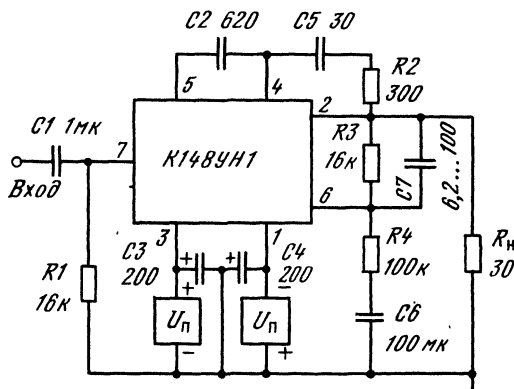 C2 620
C5 30
5
4
R2
300
C1 1мк
7
К148УН1
2
R3
16к
C7
6,2...100
Вход
6
3
1
C3
200
+
+
C4
200
R4
100к
Rн
30
R1
16к
+
Uп
−
−
Uп
+
C6
100 мк